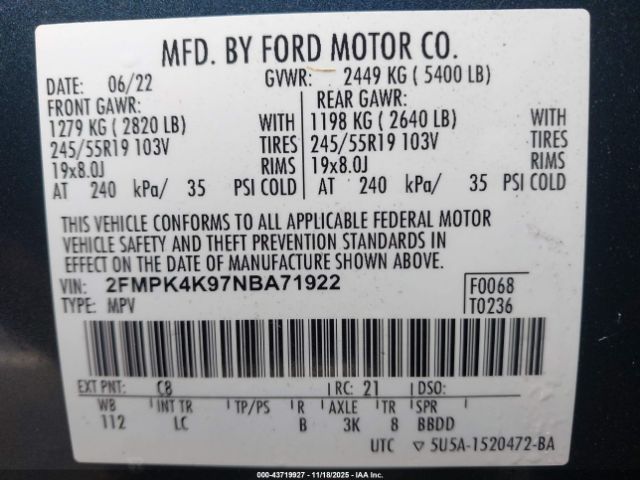 MFD. BY FORD MOTOR CO.
DATE: 06/22 GVWR: 2449 KG ( 5400 LB)
FRONT GAWR: REAR GAWR:
1279 KG ( 2820 LB) WITH 1198 KG ( 2640 LB) WITH
245/55R19 103V TIRES 245/55R19 103V TIRES
19x8.0J RIMS 19x8.0J RIMS
AT 240 kPa/ 35 PSI COLD AT 240 kPa/ 35 PSI COLD
THIS VEHICLE CONFORMS TO ALL APPLICABLE FEDERAL MOTOR
VEHICLE SAFETY AND THEFT PREVENTION STANDARDS IN
EFFECT ON THE DATE OF MANUFACTURE SHOWN ABOVE.
VIN: 2FMPK4K97NBA71922 F0068
TYPE: MPV T0236
EXT PNT: C8 RC: 21 DSO:
WB INT TR TP/PS R AXLE TR SPR
112 LC B 3K 8 BBDD
UTC ▽ 5U5A-1520472-BA
000-43719927 - 11/18/2025 - IAA Inc.